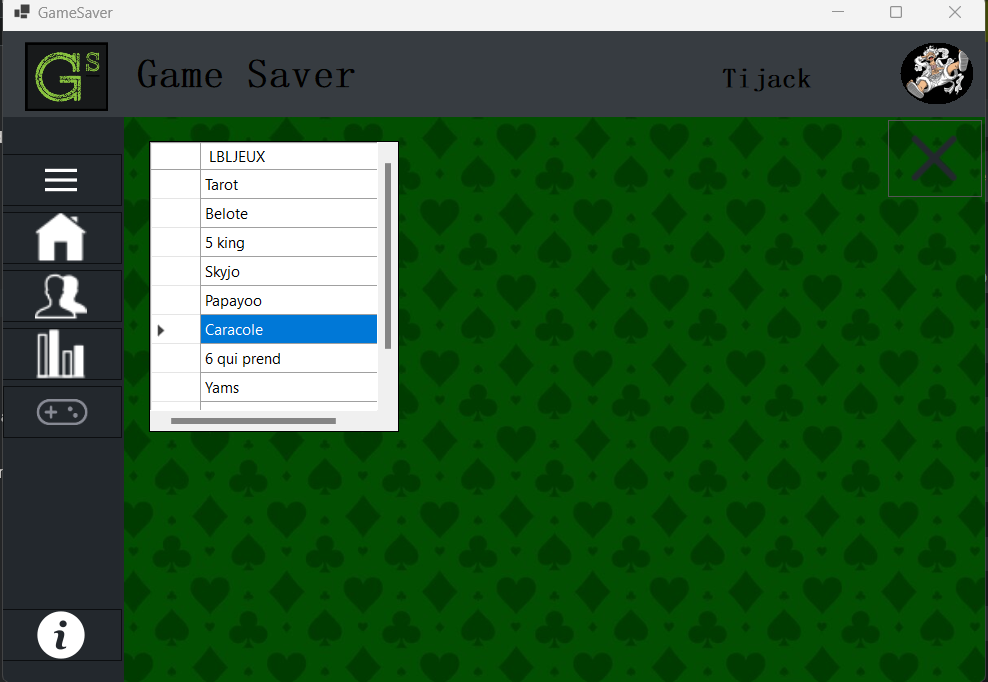 GameSaver
GS
Game Saver
Tijack
LBLJEUX
Tarot
Belote
5 king
Skyjo
Papayoo
Caracole
6 qui prend
Yams
i